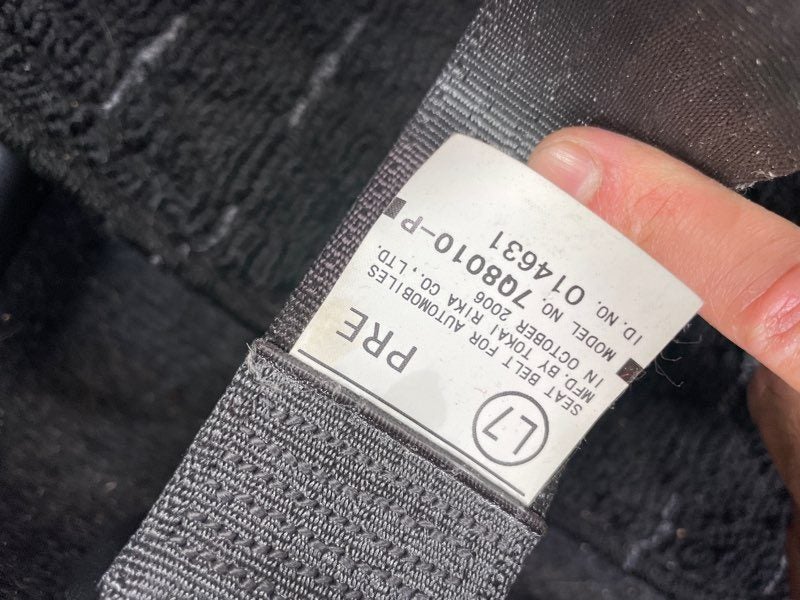 L7
PRE
SEAT BELT FOR AUTOMOBILES
MFD. BY TOKAI RIKA CO., LTD.
IN OCTOBER 2006
MODEL NO. 7Q8010-P
ID. NO. 014631